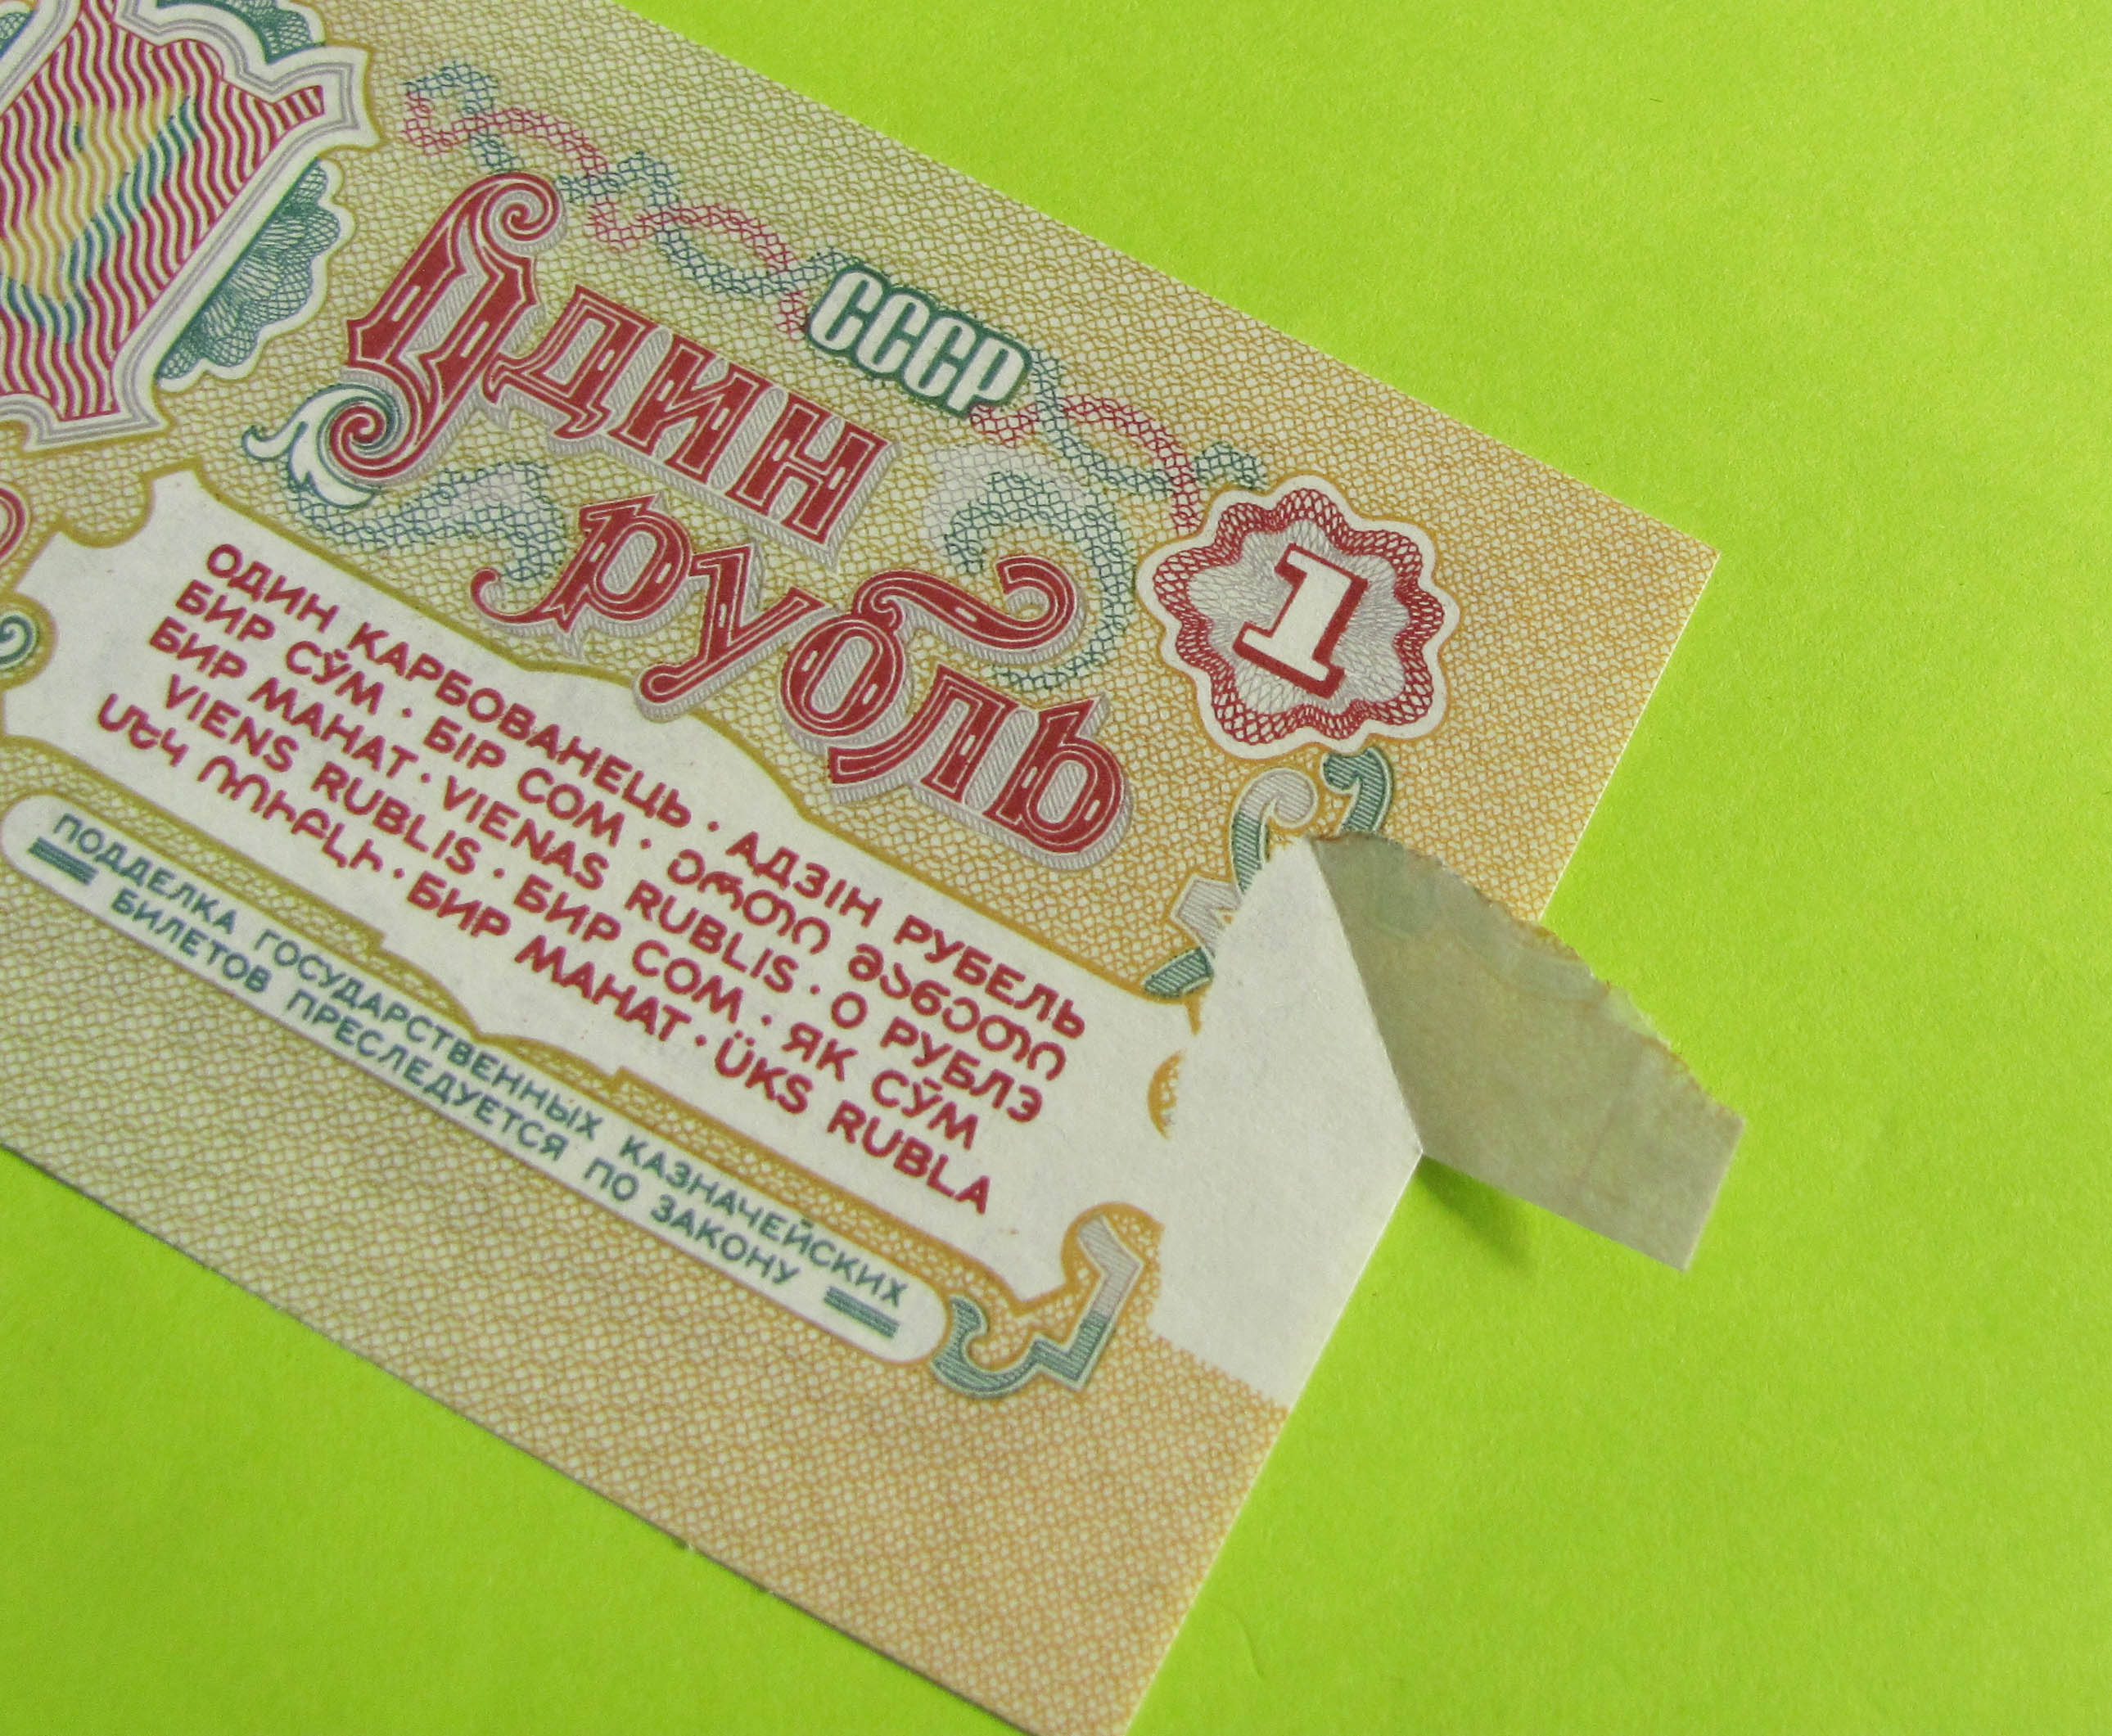 СССР
Один
рубль
1
ОДИН КАРБОВАНЕЦЬ · АДЗІН РУБЕЛЬ
БИР СЎМ · БІР СОМ · ᲔᲠᲗᲘ ᲛᲐᲜᲔᲗᲘ
БИР МАНАТ · VIENAS RUBLIS · О РУБЛЭ
VIENS RUBLIS · БИР СОМ · ЯК СЎМ
ՄԵԿ ՌՈՒԲԼԻ · БИР МАНАТ · ÜKS RUBLA
ПОДДЕЛКА ГОСУДАРСТВЕННЫХ КАЗНАЧЕЙСКИХ
БИЛЕТОВ ПРЕСЛЕДУЕТСЯ ПО ЗАКОНУ